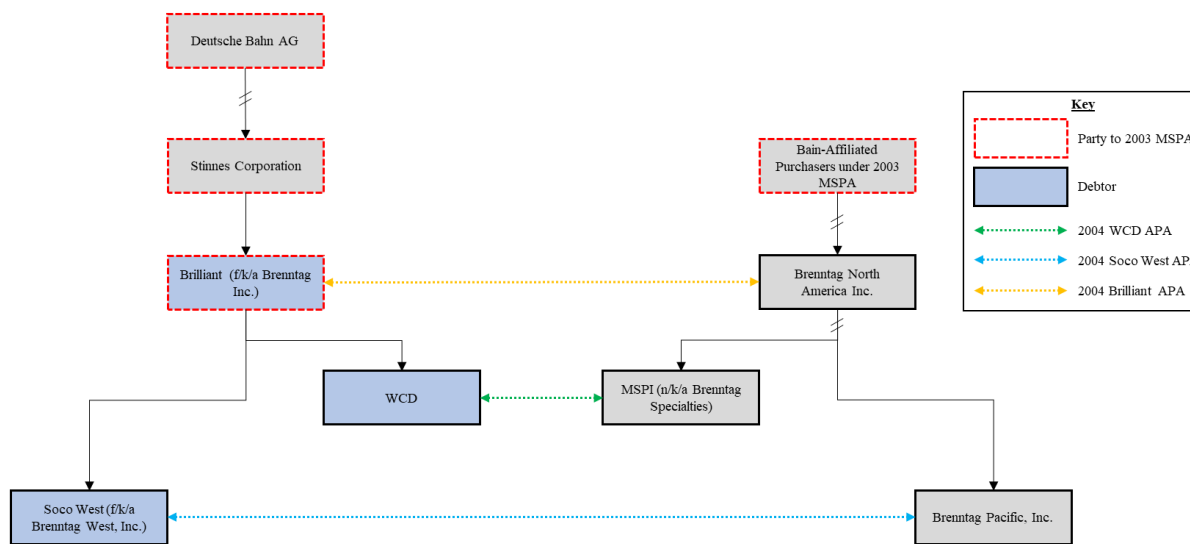 Deutsche Bahn AG
Stinnes Corporation
Bain-Affiliated
Purchasers under 2003
MSPA
Brilliant (f/k/a Brenntag
Inc.)
Brenntag North
America Inc.
WCD
MSPI (n/k/a Brenntag
Specialties)
Soco West (f/k/a
Brenntag West, Inc.)
Brenntag Pacific, Inc.
Key
Party to 2003 MSPA
Debtor
2004 WCD APA
2004 Soco West AP
2004 Brilliant APA